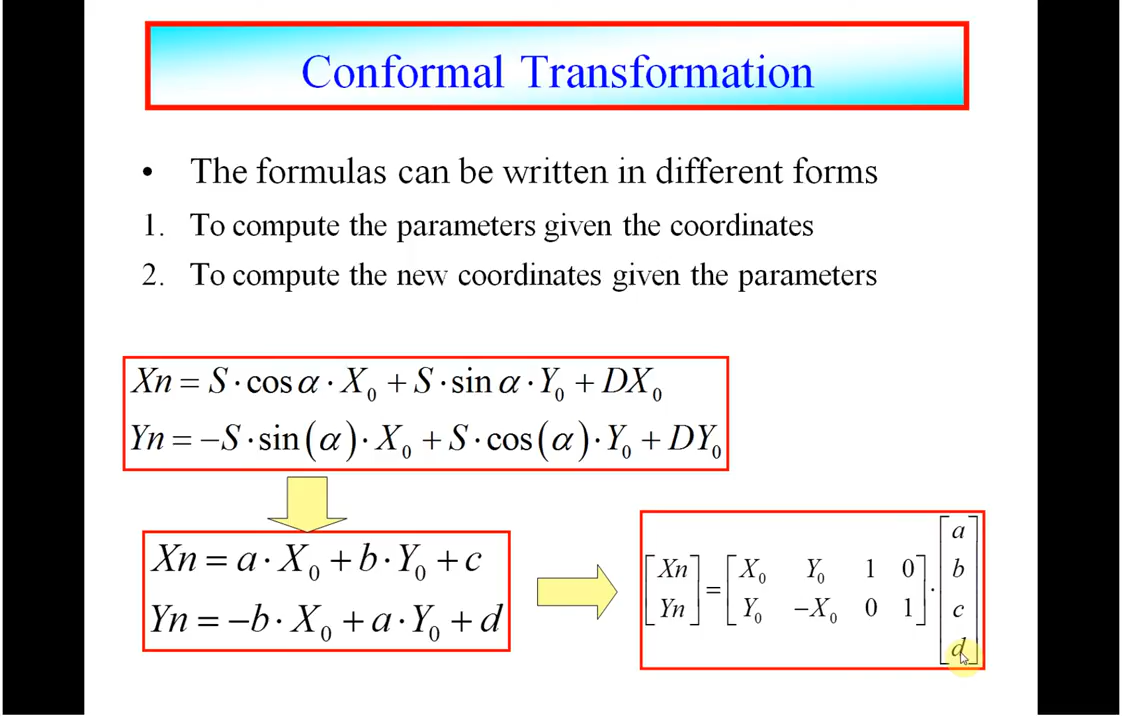 Conformal Transformation
• The formulas can be written in different forms
1. To compute the parameters given the coordinates
2. To compute the new coordinates given the parameters
Xn = S · cos α · X₀ + S · sin α · Y₀ + DX₀
Yn = −S · sin(α) · X₀ + S · cos(α) · Y₀ + DY₀
Xn = a · X₀ + b · Y₀ + c
Yn = −b · X₀ + a · Y₀ + d
[Xn Yn] = [X₀ Y₀ 1 0 Y₀ −X₀ 0 1] · [a b c d]